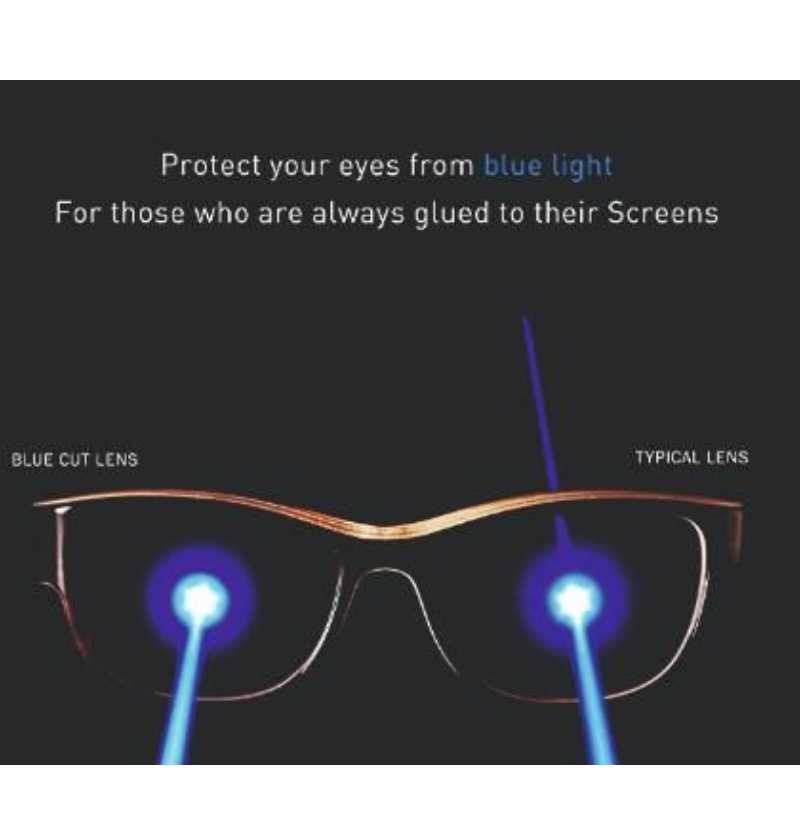 Protect your eyes from blue light
For those who are always glued to their Screens
BLUE CUT LENS
TYPICAL LENS